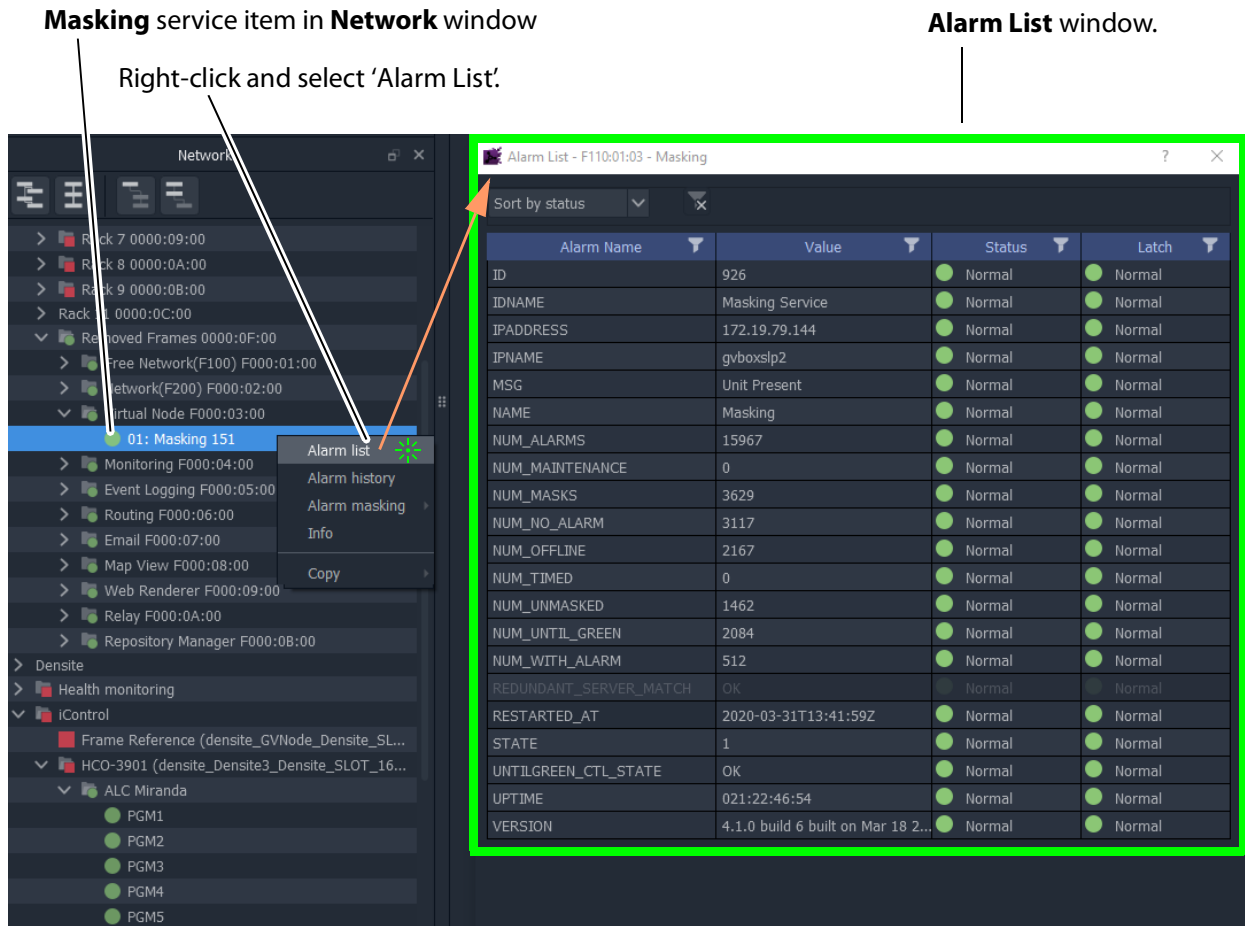 Masking service item in Network window
Alarm List window.
Right-click and select ‘Alarm List’.
Network
Rack 7 0000:09:00
Rack 8 0000:0A:00
Rack 9 0000:0B:00
Rack 11 0000:0C:00
Removed Frames 0000:0F:00
Free Network(F100) F000:01:00
Network(F200) F000:02:00
Virtual Node F000:03:00
01: Masking 151
Monitoring F000:04:00
Event Logging F000:05:00
Routing F000:06:00
Email F000:07:00
Map View F000:08:00
Web Renderer F000:09:00
Relay F000:0A:00
Repository Manager F000:0B:00
Densite
Health monitoring
iControl
Frame Reference (densite_GVNode_Densite_SL...
HCO-3901 (densite_Densite3_Densite_SLOT_16...
ALC Miranda
PGM1
PGM2
PGM3
PGM4
PGM5
Alarm list
Alarm history
Alarm masking
Info
Copy
Alarm List - F110:01:03 - Masking
Sort by status
Alarm Name Value Status Latch
ID 926 Normal Normal
IDNAME Masking Service Normal Normal
IPADDRESS 172.19.79.144 Normal Normal
IPNAME gvboxslp2 Normal Normal
MSG Unit Present Normal Normal
NAME Masking Normal Normal
NUM_ALARMS 15967 Normal Normal
NUM_MAINTENANCE 0 Normal Normal
NUM_MASKS 3629 Normal Normal
NUM_NO_ALARM 3117 Normal Normal
NUM_OFFLINE 2167 Normal Normal
NUM_TIMED 0 Normal Normal
NUM_UNMASKED 1462 Normal Normal
NUM_UNTIL_GREEN 2084 Normal Normal
NUM_WITH_ALARM 512 Normal Normal
REDUNDANT_SERVER_MATCH OK Normal Normal
RESTARTED_AT 2020-03-31T13:41:59Z Normal Normal
STATE 1 Normal Normal
UNTILGREEN_CTL_STATE OK Normal Normal
UPTIME 021:22:46:54 Normal Normal
VERSION 4.1.0 build 6 built on Mar 18 2... Normal Normal